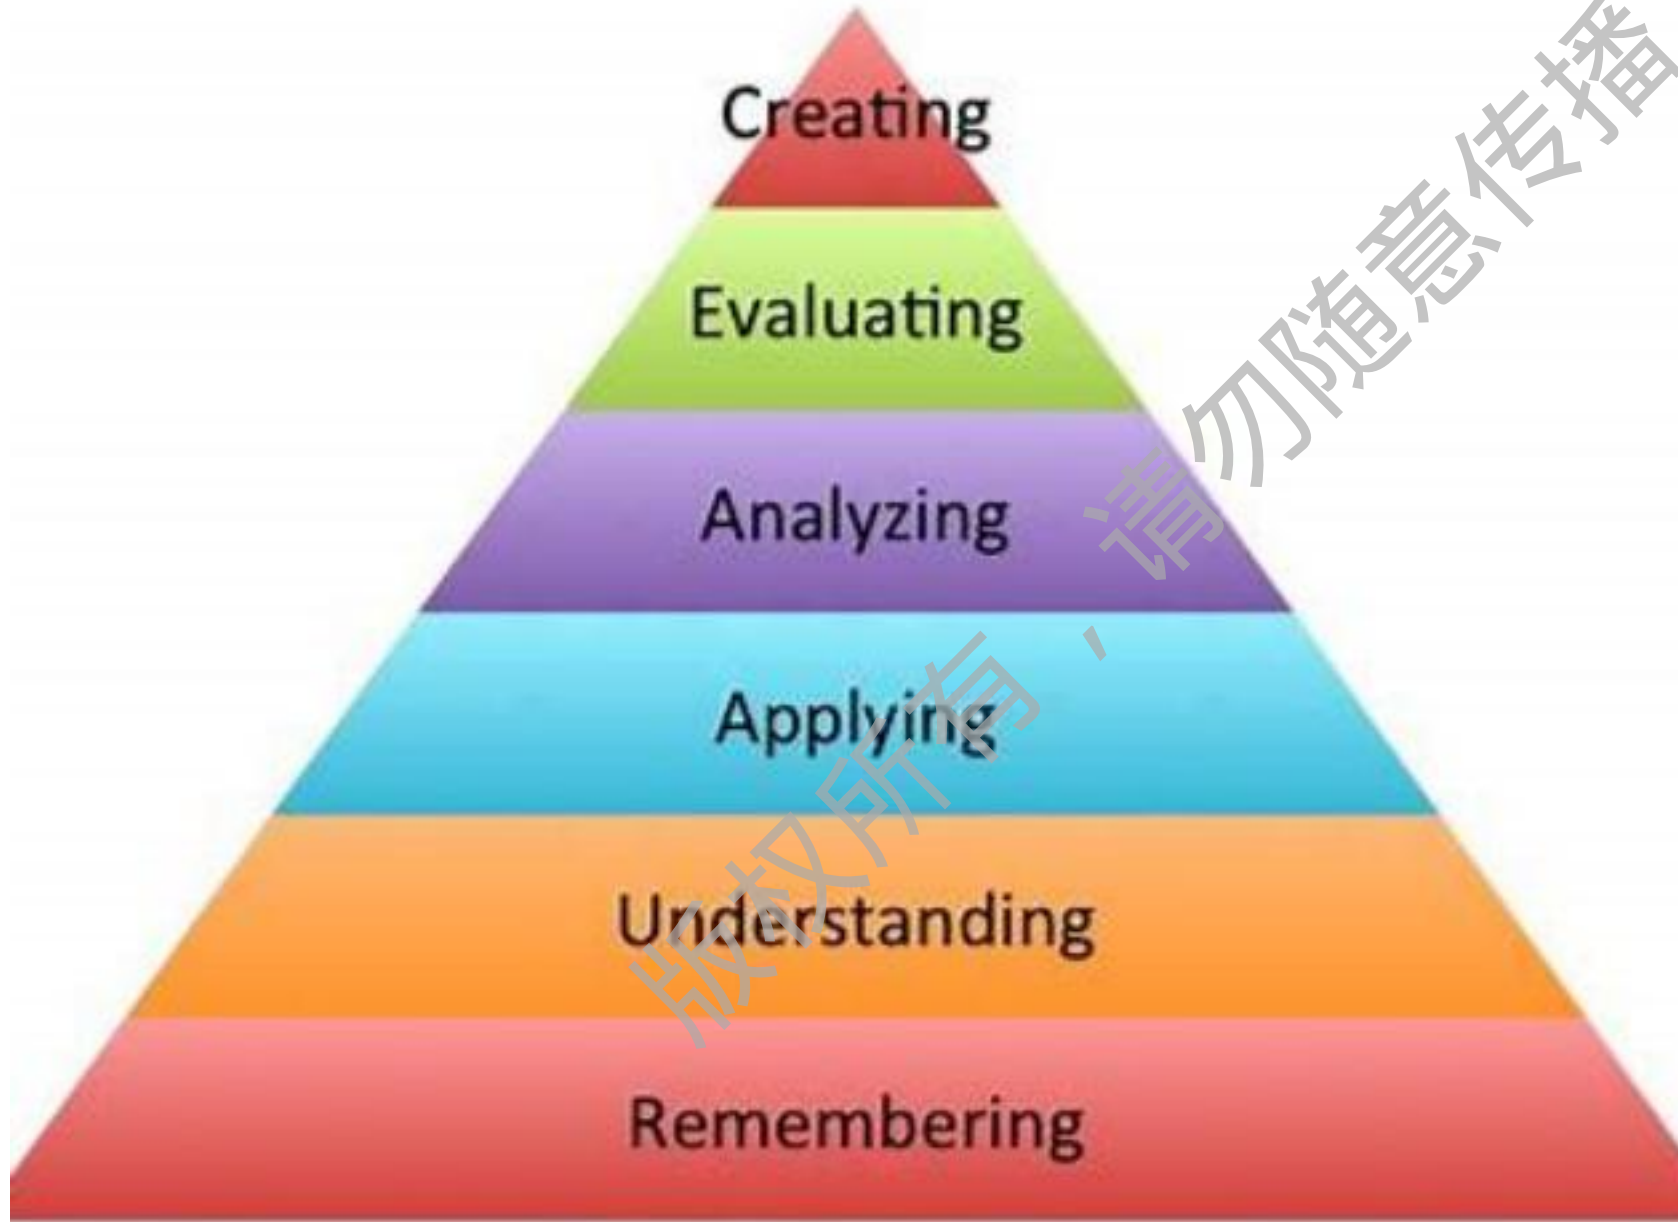 Creating
Evaluating
Analyzing
Applying
Understanding
Remembering
版权所有，请勿随意传播